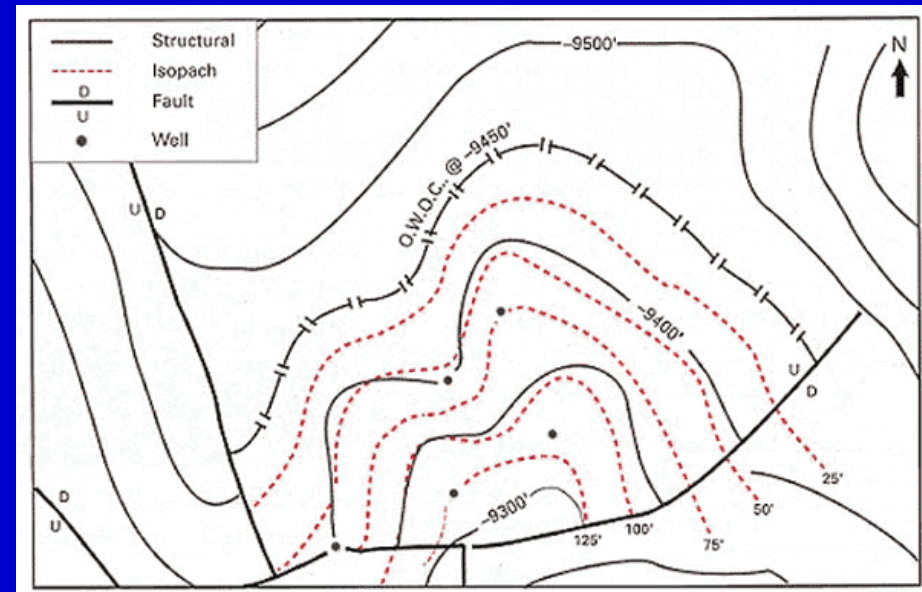 Structural
Isopach
D
Fault
U
Well
–9500'
N
O.W.O.C.. @ –9450'
U D
–9400'
U
D
D
U
–9300'
25'
50'
125'
100'
75'